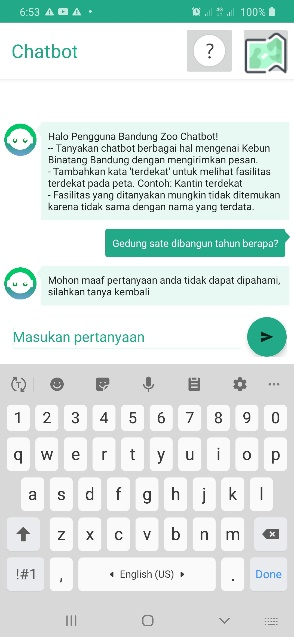 6:53 100%
Chatbot ?
Halo Pengguna Bandung Zoo Chatbot!
-- Tanyakan chatbot berbagai hal mengenai Kebun
Binatang Bandung dengan mengirimkan pesan.
- Tambahkan kata 'terdekat' untuk melihat fasilitas
terdekat pada peta. Contoh: Kantin terdekat
- Fasilitas yang ditanyakan mungkin tidak ditemukan
karena tidak sama dengan nama yang terdata.
Gedung sate dibangun tahun berapa?
Mohon maaf pertanyaan anda tidak dapat dipahami,
silahkan tanya kembali
Masukan pertanyaan
1 2 3 4 5 6 7 8 9 0
q w e r t y u i o p
a s d f g h j k l
z x c v b n m
!#1 , English (US) . Done